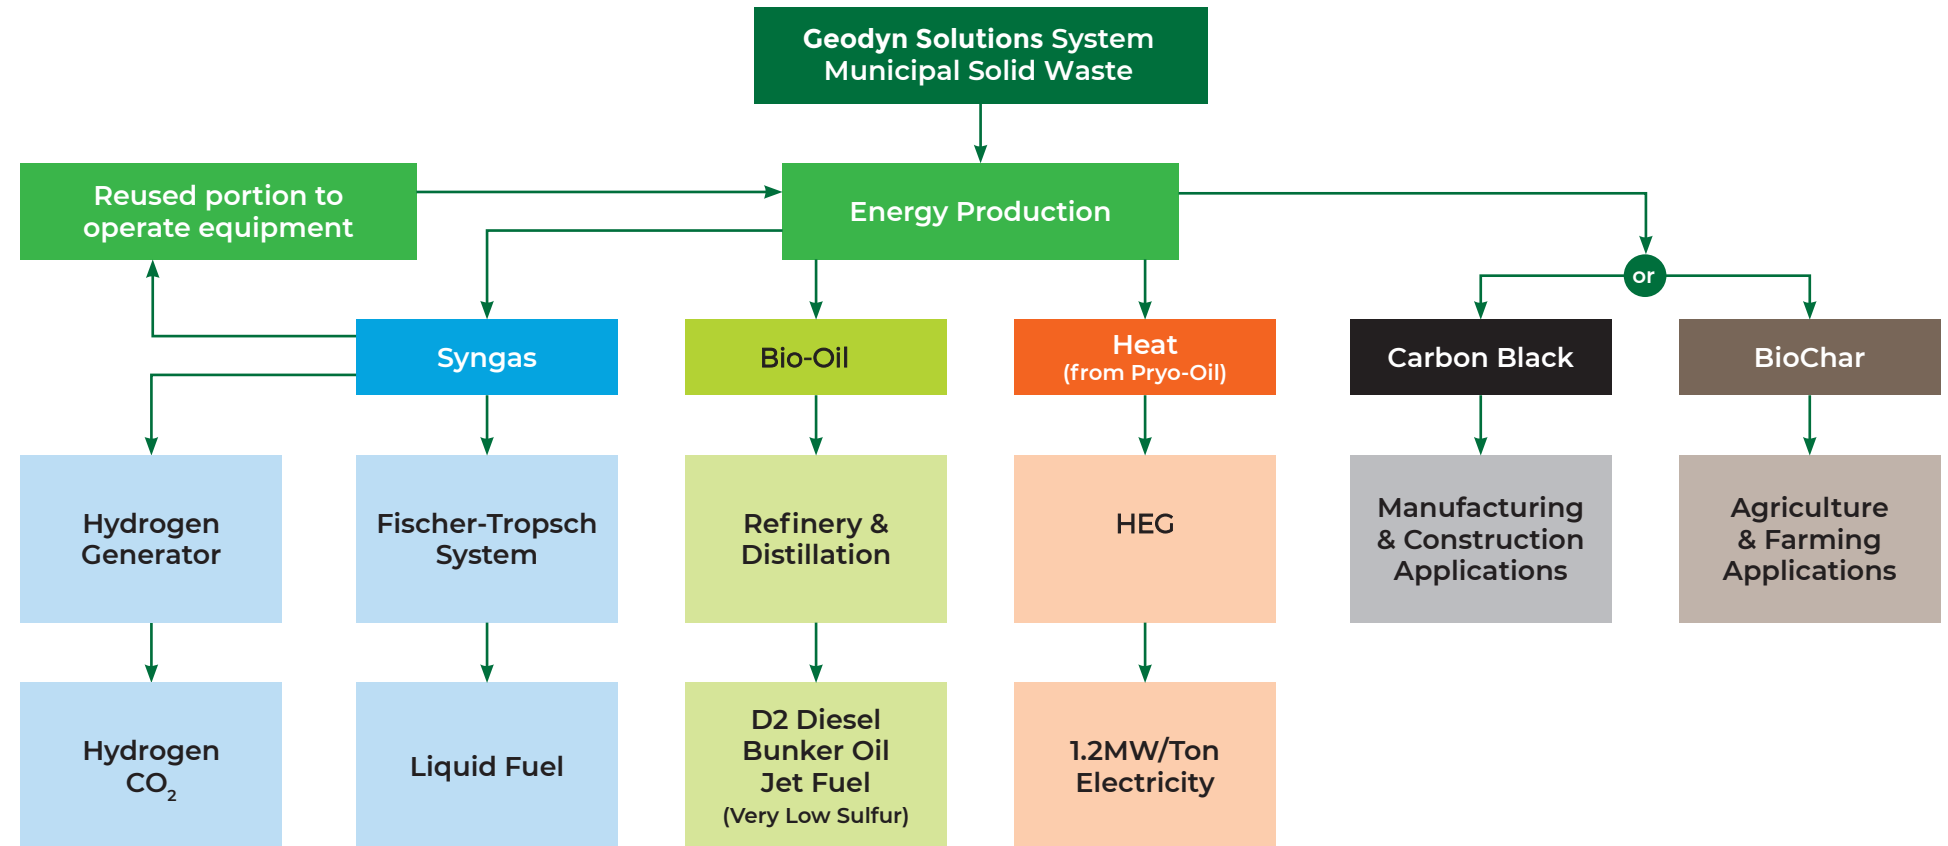 Geodyn Solutions System
Municipal Solid Waste
Reused portion to
operate equipment
Energy Production
or
Syngas
Bio-Oil
Heat
(from Pryo-Oil)
Carbon Black
BioChar
Hydrogen
Generator
Fischer-Tropsch
System
Refinery &
Distillation
HEG
Manufacturing
& Construction
Applications
Agriculture
& Farming
Applications
Hydrogen
CO₂
Liquid Fuel
D2 Diesel
Bunker Oil
Jet Fuel
(Very Low Sulfur)
1.2MW/Ton
Electricity